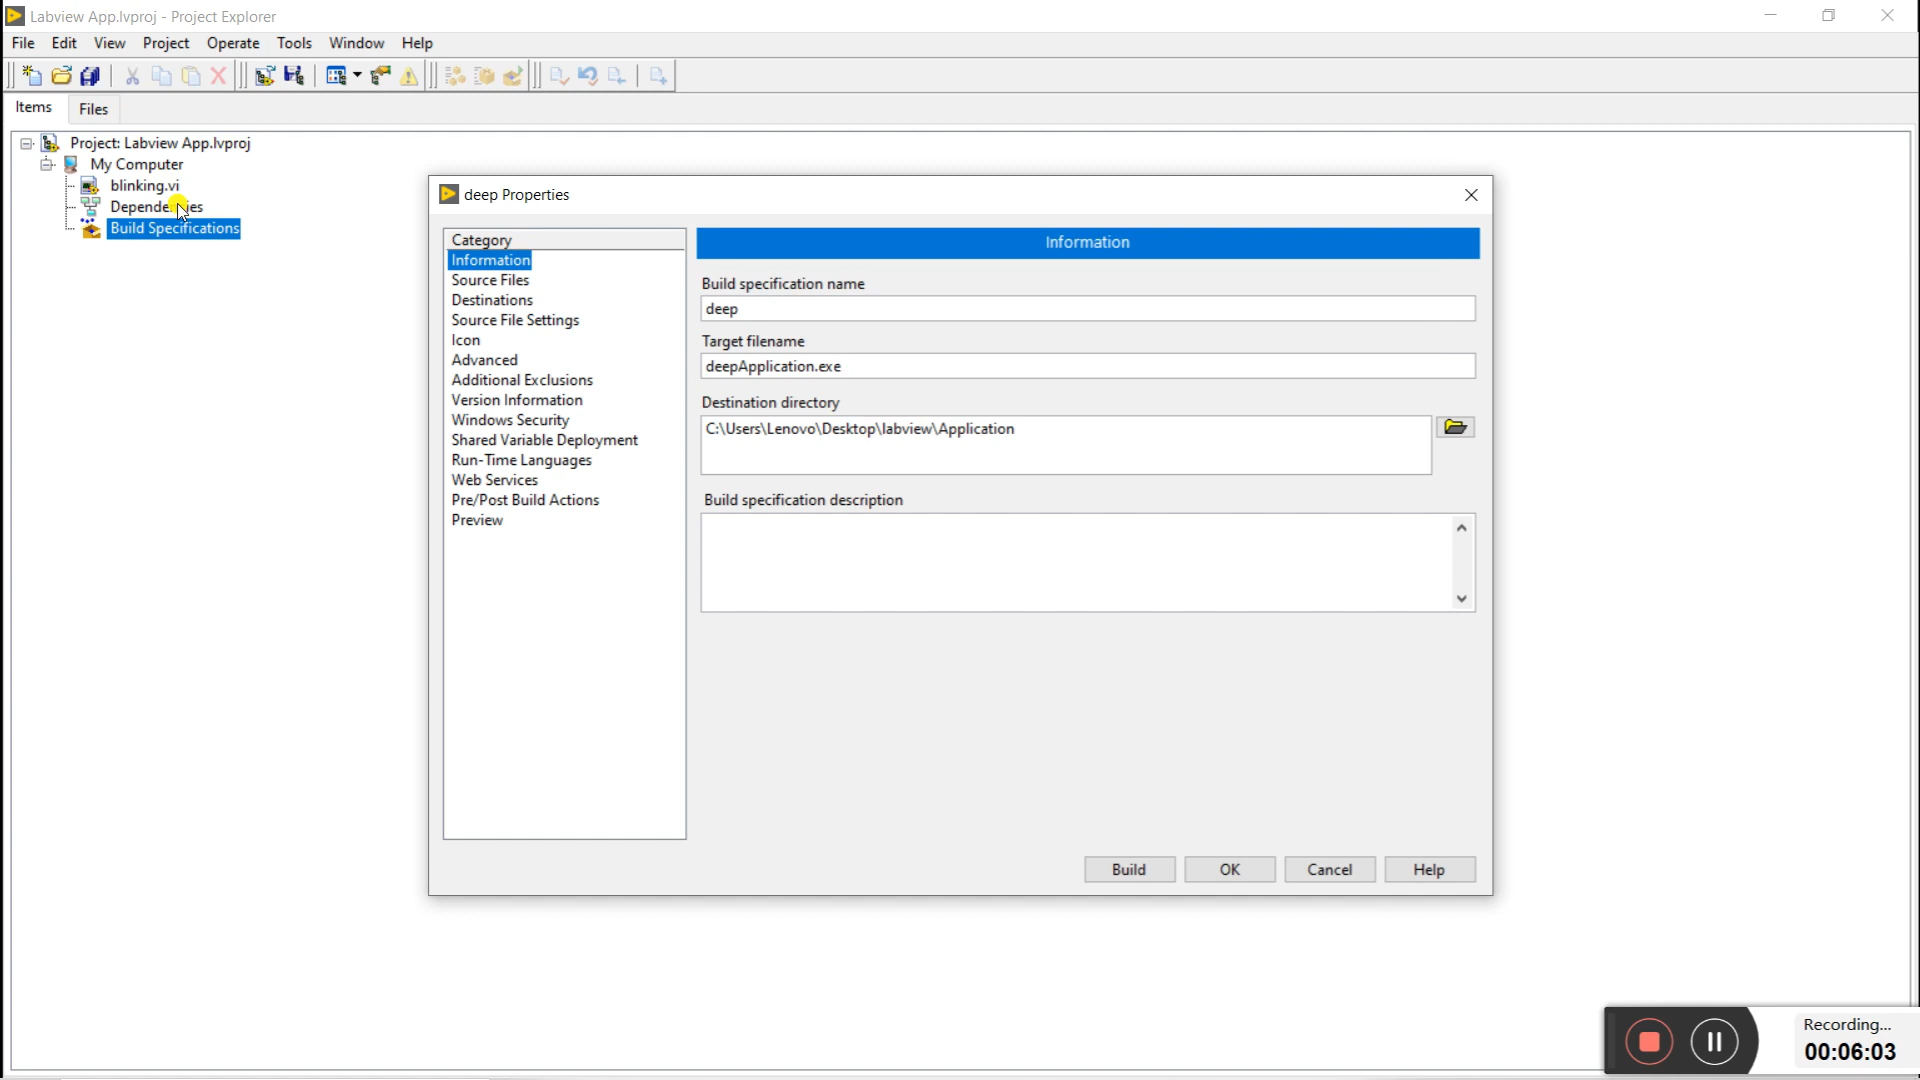 Labview App.lvproj - Project Explorer
File Edit View Project Operate Tools Window Help
Items Files
Project: Labview App.lvproj
My Computer
blinking.vi
Build Specifications
deep Properties
Category
Information
Source Files
Destinations
Source File Settings
Icon
Advanced
Additional Exclusions
Version Information
Windows Security
Shared Variable Deployment
Run-Time Languages
Web Services
Pre/Post Build Actions
Preview
Information
Build specification name
deep
Target filename
deepApplication.exe
Destination directory
C:\Users\Lenovo\Desktop\labview\Application
Build specification description
Build OK Cancel Help
Recording...
00:06:03